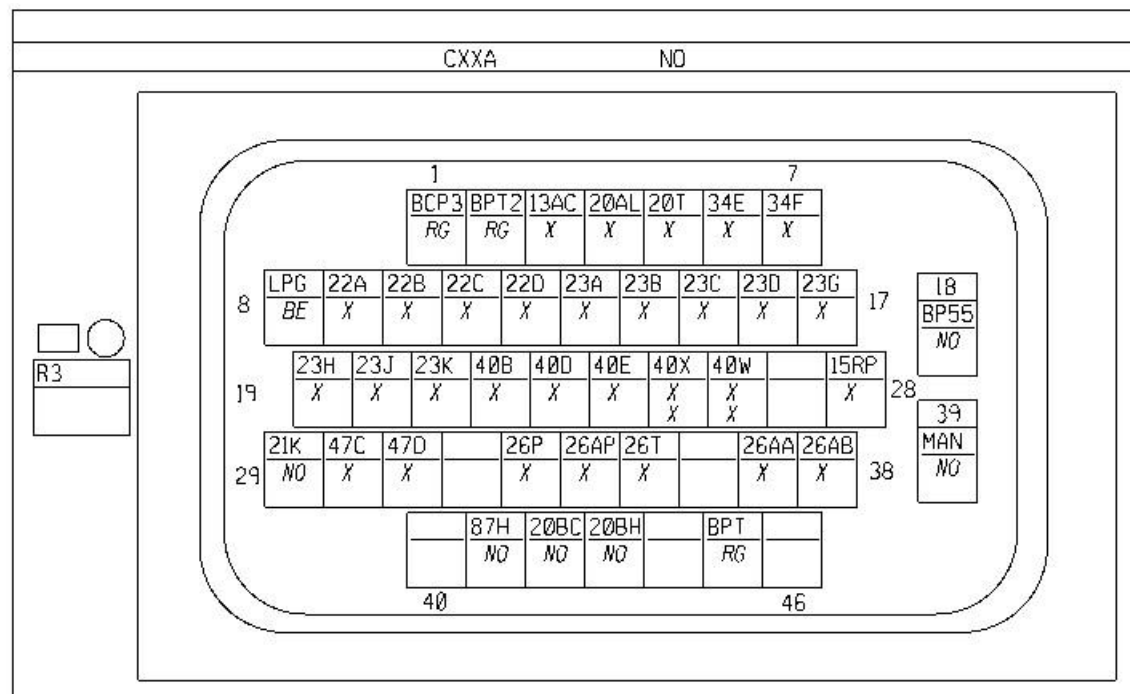 CXXA NO
1 7
BCP3 BPT2 13AC 20AL 20T 34E 34F
RG RG X X X X X
8 LPG 22A 22B 22C 22D 23A 23B 23C 23D 23G 17
BE X X X X X X X X X
18
BP55
NO
R3
19 23H 23J 23K 40B 40D 40E 40X 40W 15RP 28
X X X X X X X X X
X X
39
MAN
NO
29 21K 47C 47D 26P 26AP 26T 26AA 26AB 38
NO X X X X X X X
87H 20BC 20BH BPT
NO NO NO RG
40 46